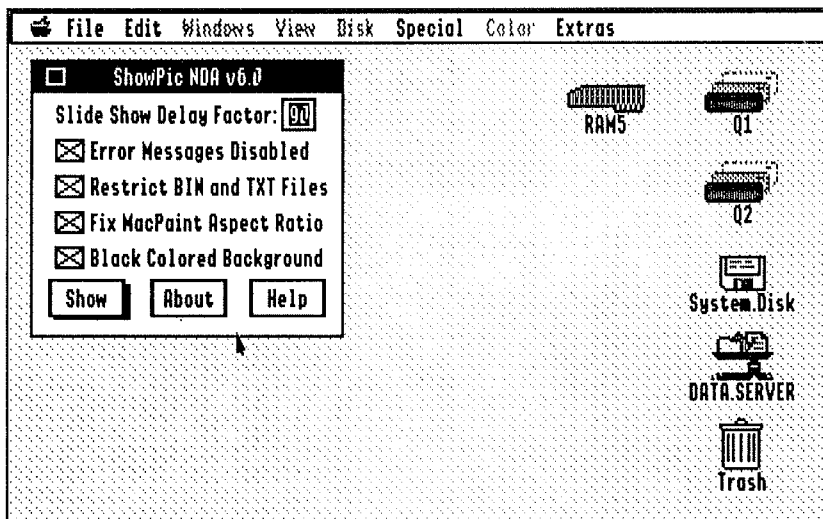 File Edit Windows View Disk Special Color Extras
ShowPic NDA v6.0
Slide Show Delay Factor: 90
Error Messages Disabled
Restrict BIN and TXT Files
Fix MacPaint Aspect Ratio
Black Colored Background
Show About Help
RAM5
Q1
Q2
System.Disk
DATA.SERVER
Trash